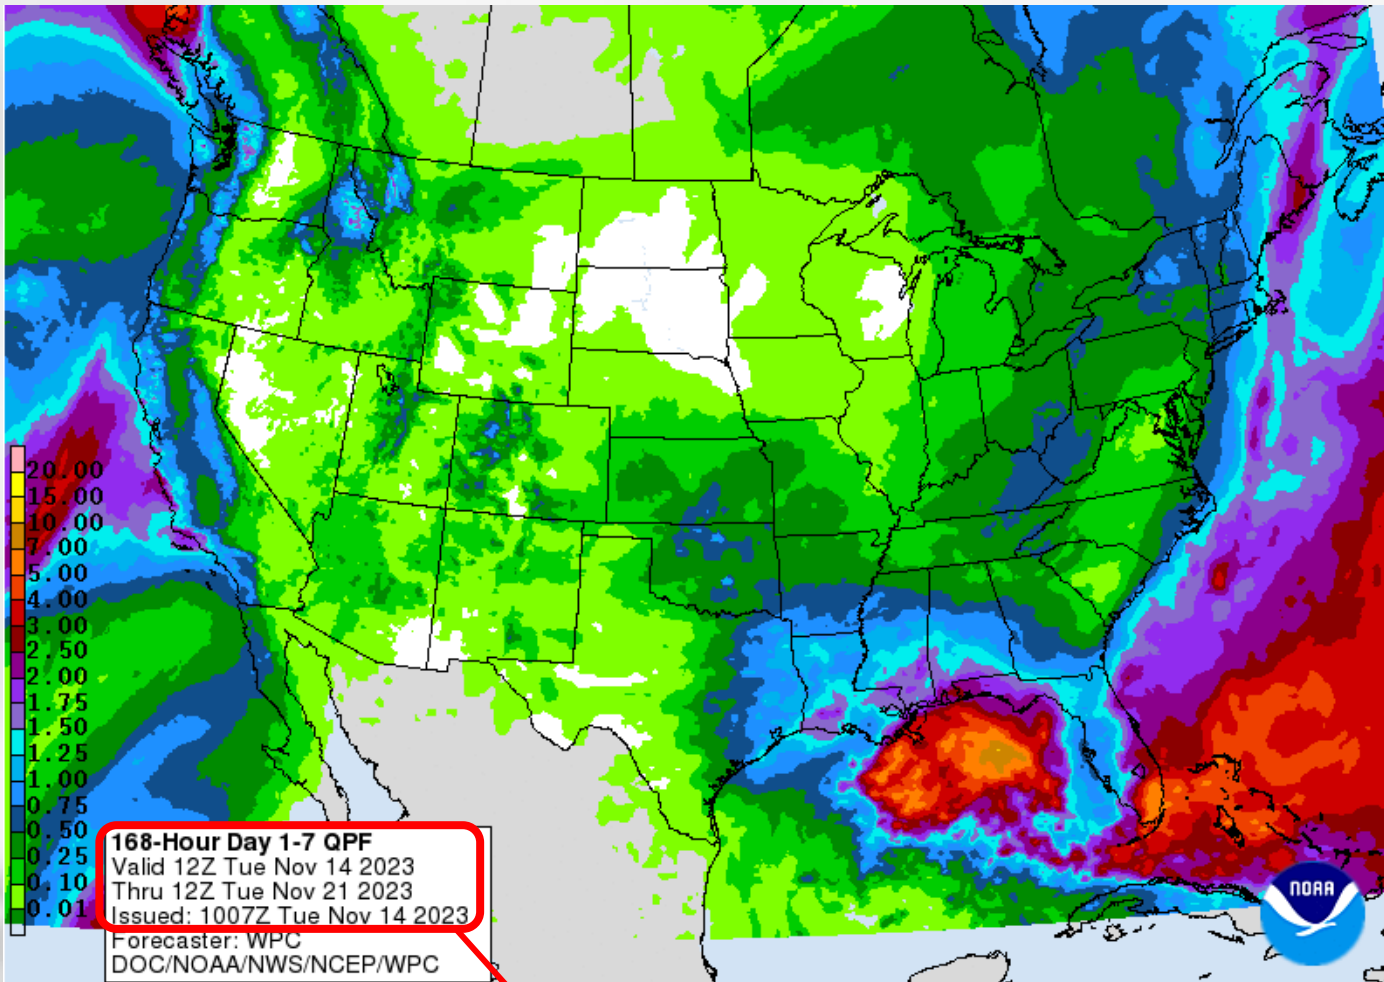 20.00
15.00
10.00
7.00
5.00
4.00
3.00
2.50
2.00
1.75
1.50
1.25
1.00
0.75
0.50
0.25
0.10
0.01
168-Hour Day 1-7 QPF
Valid 12Z Tue Nov 14 2023
Thru 12Z Tue Nov 21 2023
Issued: 1007Z Tue Nov 14 2023
Forecaster: WPC
DOC/NOAA/NWS/NCEP/WPC
NOAA